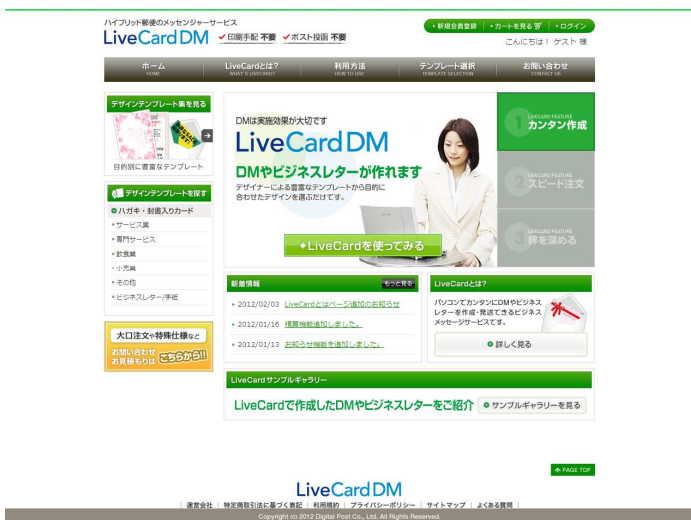 ハイブリッド郵便のメッセンジャーサービス
LiveCard DM
印刷手配 不要 ポスト投函 不要
新規会員登録 カートを見る ログイン
こんにちは! ゲスト 様
ホーム
HOME
LiveCardとは?
WHAT'S LIVECARD?
利用方法
HOW TO USE
テンプレート選択
TEMPLATE SELECTION
お問い合わせ
CONTACT US
デザインテンプレート集を見る
目的別に豊富なテンプレート
デザインテンプレートを探す
ハガキ・封書入りカード
サービス業
専門サービス
飲食業
小売業
その他
ビジネスレター/手紙
大口注文や特殊仕様など
お問い合わせ
お見積もりは こちらから!!
DMは実施効果が大切です
LiveCard DM
DMやビジネスレターが作れます
デザイナーによる豊富なテンプレートから目的に
合わせたデザインを選ぶだけです。
LiveCardを使ってみる
1 LIVECARD FEATURE
カンタン作成
2 LIVECARD FEATURE
スピード注文
3 LIVECARD FEATURE
絆を深める
新着情報 もっと見る
2012/02/03 LiveCardとはページ追加のお知らせ
2012/01/16 積算機能追加しました。
2012/01/13 お知らせ機能を追加しました。
LiveCardとは?
パソコンでカンタンにDMやビジネス
レターを作成・発送できるビジネス
メッセージサービスです。
詳しく見る
LiveCard サンプルギャラリー
LiveCardで作成したDMやビジネスレターをご紹介 サンプルギャラリーを見る
PAGE TOP
LiveCard DM
| 運営会社 | 特定商取引法に基づく表記 | 利用規約 | プライバシーポリシー | サイトマップ | よくある質問 |
Copyright (c) 2012 Digital Post Co., Ltd. All Rights Reserved.